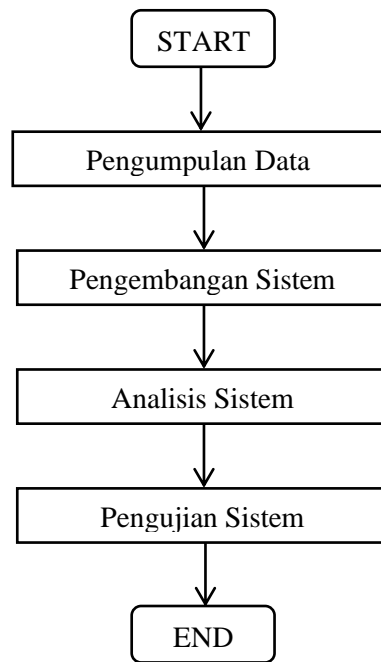 START
Pengumpulan Data
Pengembangan Sistem
Analisis Sistem
Pengujian Sistem
END